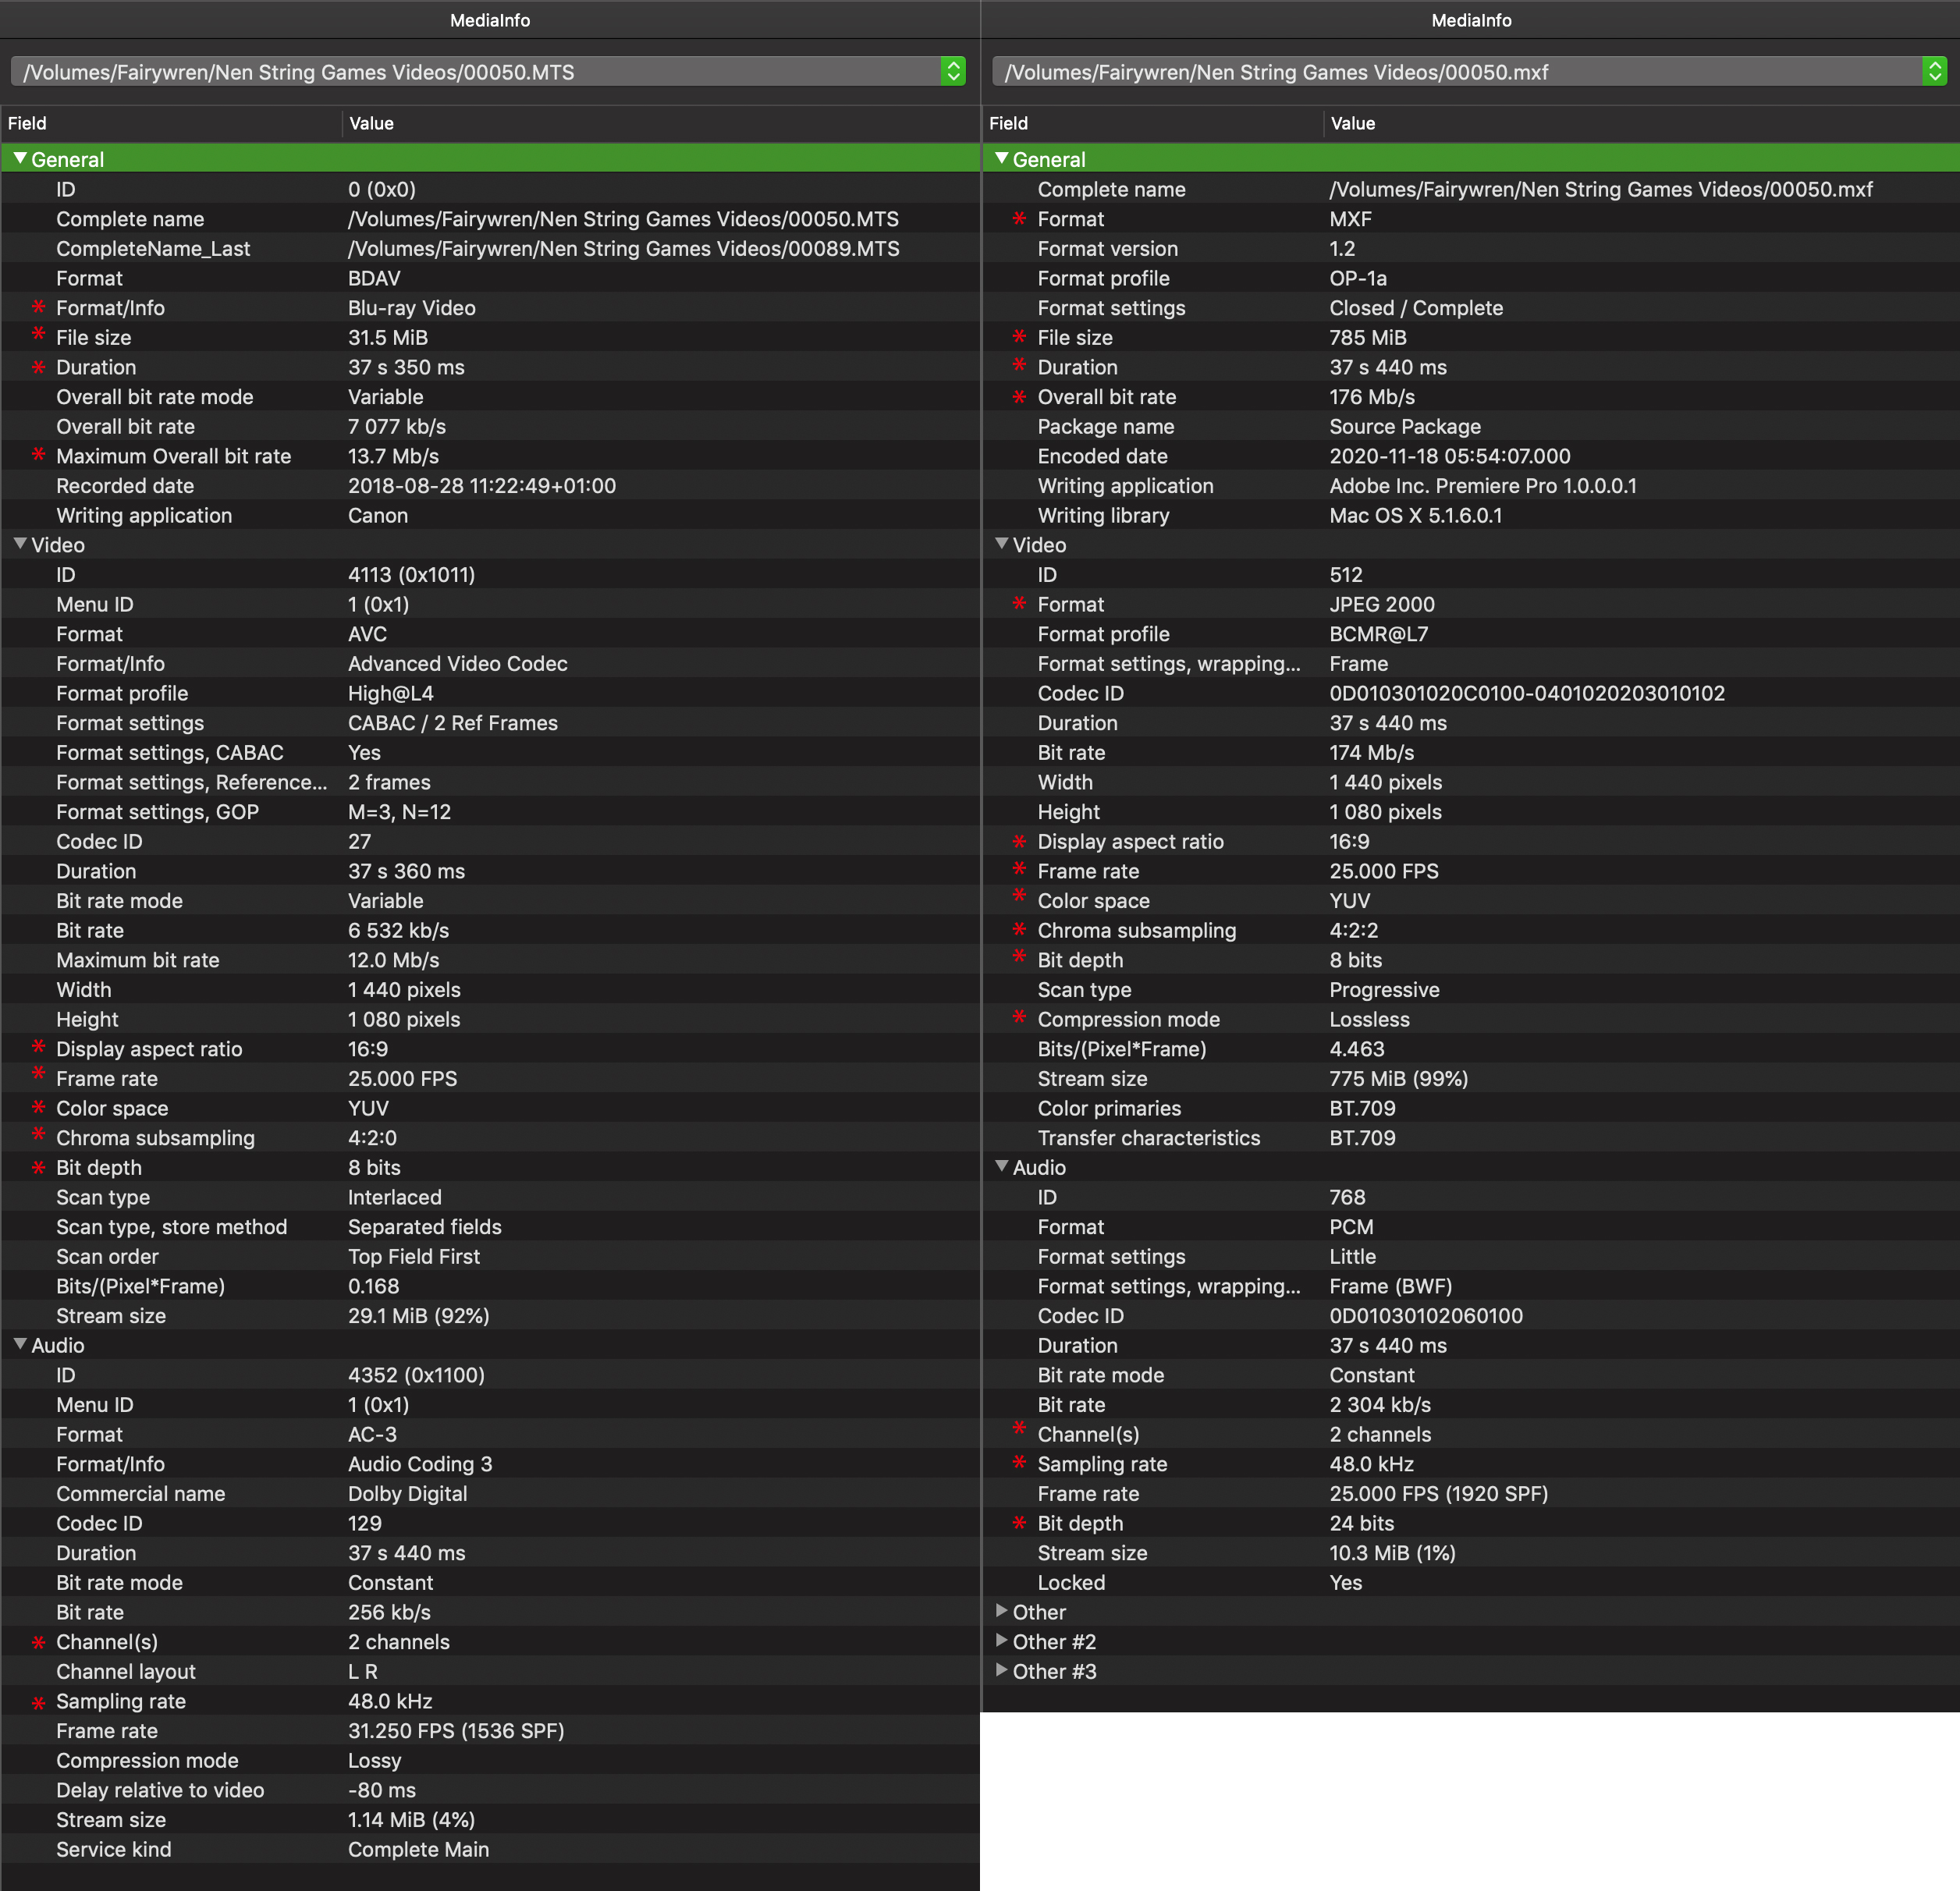 MediaInfo
/Volumes/Fairywren/Nen String Games Videos/00050.MTS
Field Value
General
ID 0 (0x0)
Complete name /Volumes/Fairywren/Nen String Games Videos/00050.MTS
CompleteName_Last /Volumes/Fairywren/Nen String Games Videos/00089.MTS
Format BDAV
* Format/Info Blu-ray Video
* File size 31.5 MiB
* Duration 37 s 350 ms
Overall bit rate mode Variable
Overall bit rate 7 077 kb/s
* Maximum Overall bit rate 13.7 Mb/s
Recorded date 2018-08-28 11:22:49+01:00
Writing application Canon
Video
ID 4113 (0x1011)
Menu ID 1 (0x1)
Format AVC
Format/Info Advanced Video Codec
Format profile High@L4
Format settings CABAC / 2 Ref Frames
Format settings, CABAC Yes
Format settings, Reference... 2 frames
Format settings, GOP M=3, N=12
Codec ID 27
Duration 37 s 360 ms
Bit rate mode Variable
Bit rate 6 532 kb/s
Maximum bit rate 12.0 Mb/s
Width 1 440 pixels
Height 1 080 pixels
* Display aspect ratio 16:9
* Frame rate 25.000 FPS
* Color space YUV
* Chroma subsampling 4:2:0
* Bit depth 8 bits
Scan type Interlaced
Scan type, store method Separated fields
Scan order Top Field First
Bits/(Pixel*Frame) 0.168
Stream size 29.1 MiB (92%)
Audio
ID 4352 (0x1100)
Menu ID 1 (0x1)
Format AC-3
Format/Info Audio Coding 3
Commercial name Dolby Digital
Codec ID 129
Duration 37 s 440 ms
Bit rate mode Constant
Bit rate 256 kb/s
* Channel(s) 2 channels
Channel layout L R
* Sampling rate 48.0 kHz
Frame rate 31.250 FPS (1536 SPF)
Compression mode Lossy
Delay relative to video -80 ms
Stream size 1.14 MiB (4%)
Service kind Complete Main
MediaInfo
/Volumes/Fairywren/Nen String Games Videos/00050.mxf
Field Value
General
Complete name /Volumes/Fairywren/Nen String Games Videos/00050.mxf
* Format MXF
Format version 1.2
Format profile OP-1a
Format settings Closed / Complete
* File size 785 MiB
* Duration 37 s 440 ms
* Overall bit rate 176 Mb/s
Package name Source Package
Encoded date 2020-11-18 05:54:07.000
Writing application Adobe Inc. Premiere Pro 1.0.0.0.1
Writing library Mac OS X 5.1.6.0.1
Video
ID 512
* Format JPEG 2000
Format profile BCMR@L7
Format settings, wrapping... Frame
Codec ID 0D010301020C0100-0401020203010102
Duration 37 s 440 ms
Bit rate 174 Mb/s
Width 1 440 pixels
Height 1 080 pixels
* Display aspect ratio 16:9
* Frame rate 25.000 FPS
* Color space YUV
* Chroma subsampling 4:2:2
* Bit depth 8 bits
Scan type Progressive
* Compression mode Lossless
Bits/(Pixel*Frame) 4.463
Stream size 775 MiB (99%)
Color primaries BT.709
Transfer characteristics BT.709
Audio
ID 768
Format PCM
Format settings Little
Format settings, wrapping... Frame (BWF)
Codec ID 0D01030102060100
Duration 37 s 440 ms
Bit rate mode Constant
Bit rate 2 304 kb/s
* Channel(s) 2 channels
* Sampling rate 48.0 kHz
Frame rate 25.000 FPS (1920 SPF)
* Bit depth 24 bits
Stream size 10.3 MiB (1%)
Locked Yes
Other
Other #2
Other #3